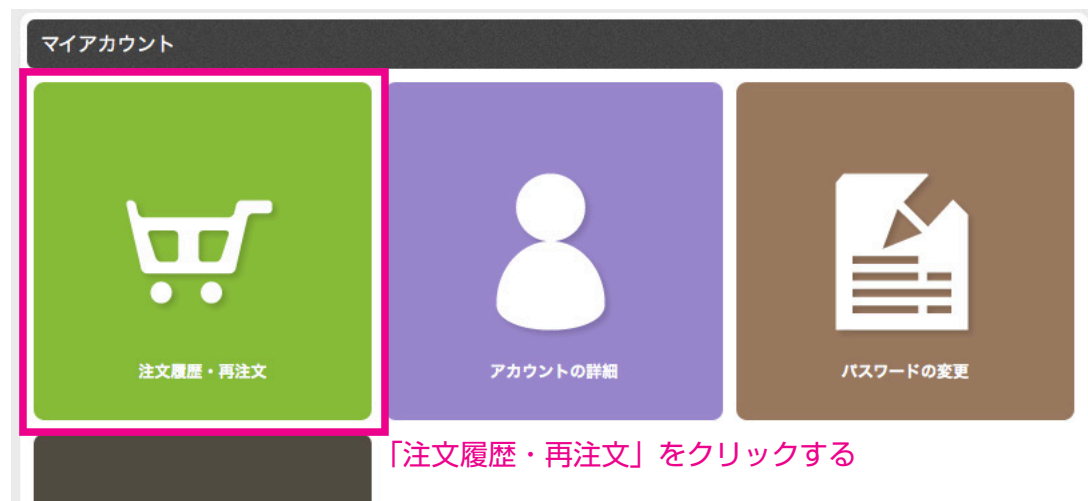 マイアカウント
注文履歴・再注文
アカウントの詳細
パスワードの変更
「注文履歴・再注文」をクリックする